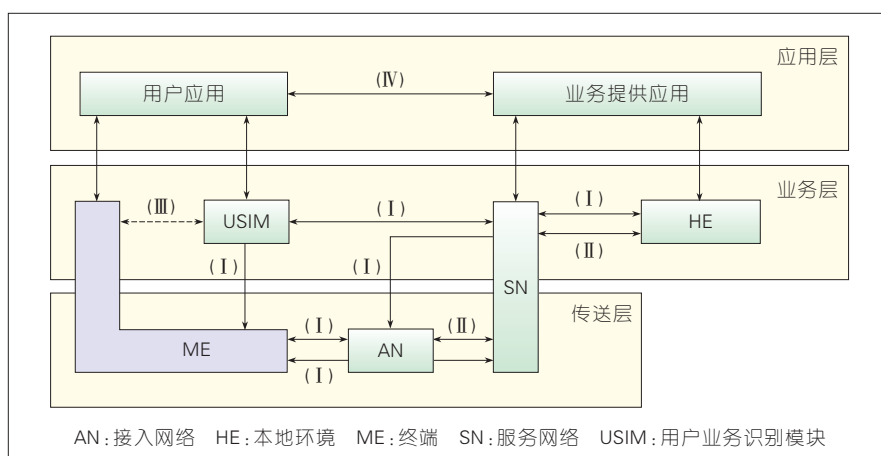 应用层
用户应用
(Ⅳ)
业务提供应用
业务层
(Ⅲ)
USIM
(Ⅰ)
(Ⅰ)
HE
(Ⅱ)
(Ⅰ)
(Ⅰ)
SN
传送层
ME
(Ⅰ)
AN
(Ⅱ)
(Ⅰ)
AN:接入网络 HE:本地环境 ME:终端 SN:服务网络 USIM:用户业务识别模块